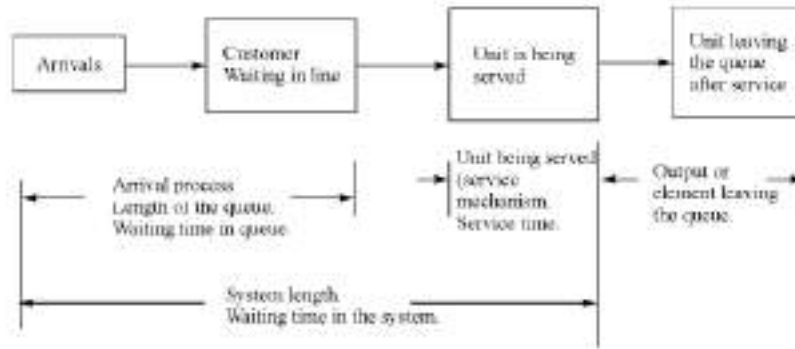 Arrivals
Customer
Waiting in line
Unit is being
served
Unit leaving
the queue
after service
Arrival process
Length of the queue.
Waiting time in queue
Unit being served
(service
mechanism.
Service time.
Output or
element leaving
the queue.
System length
Waiting time in the system.